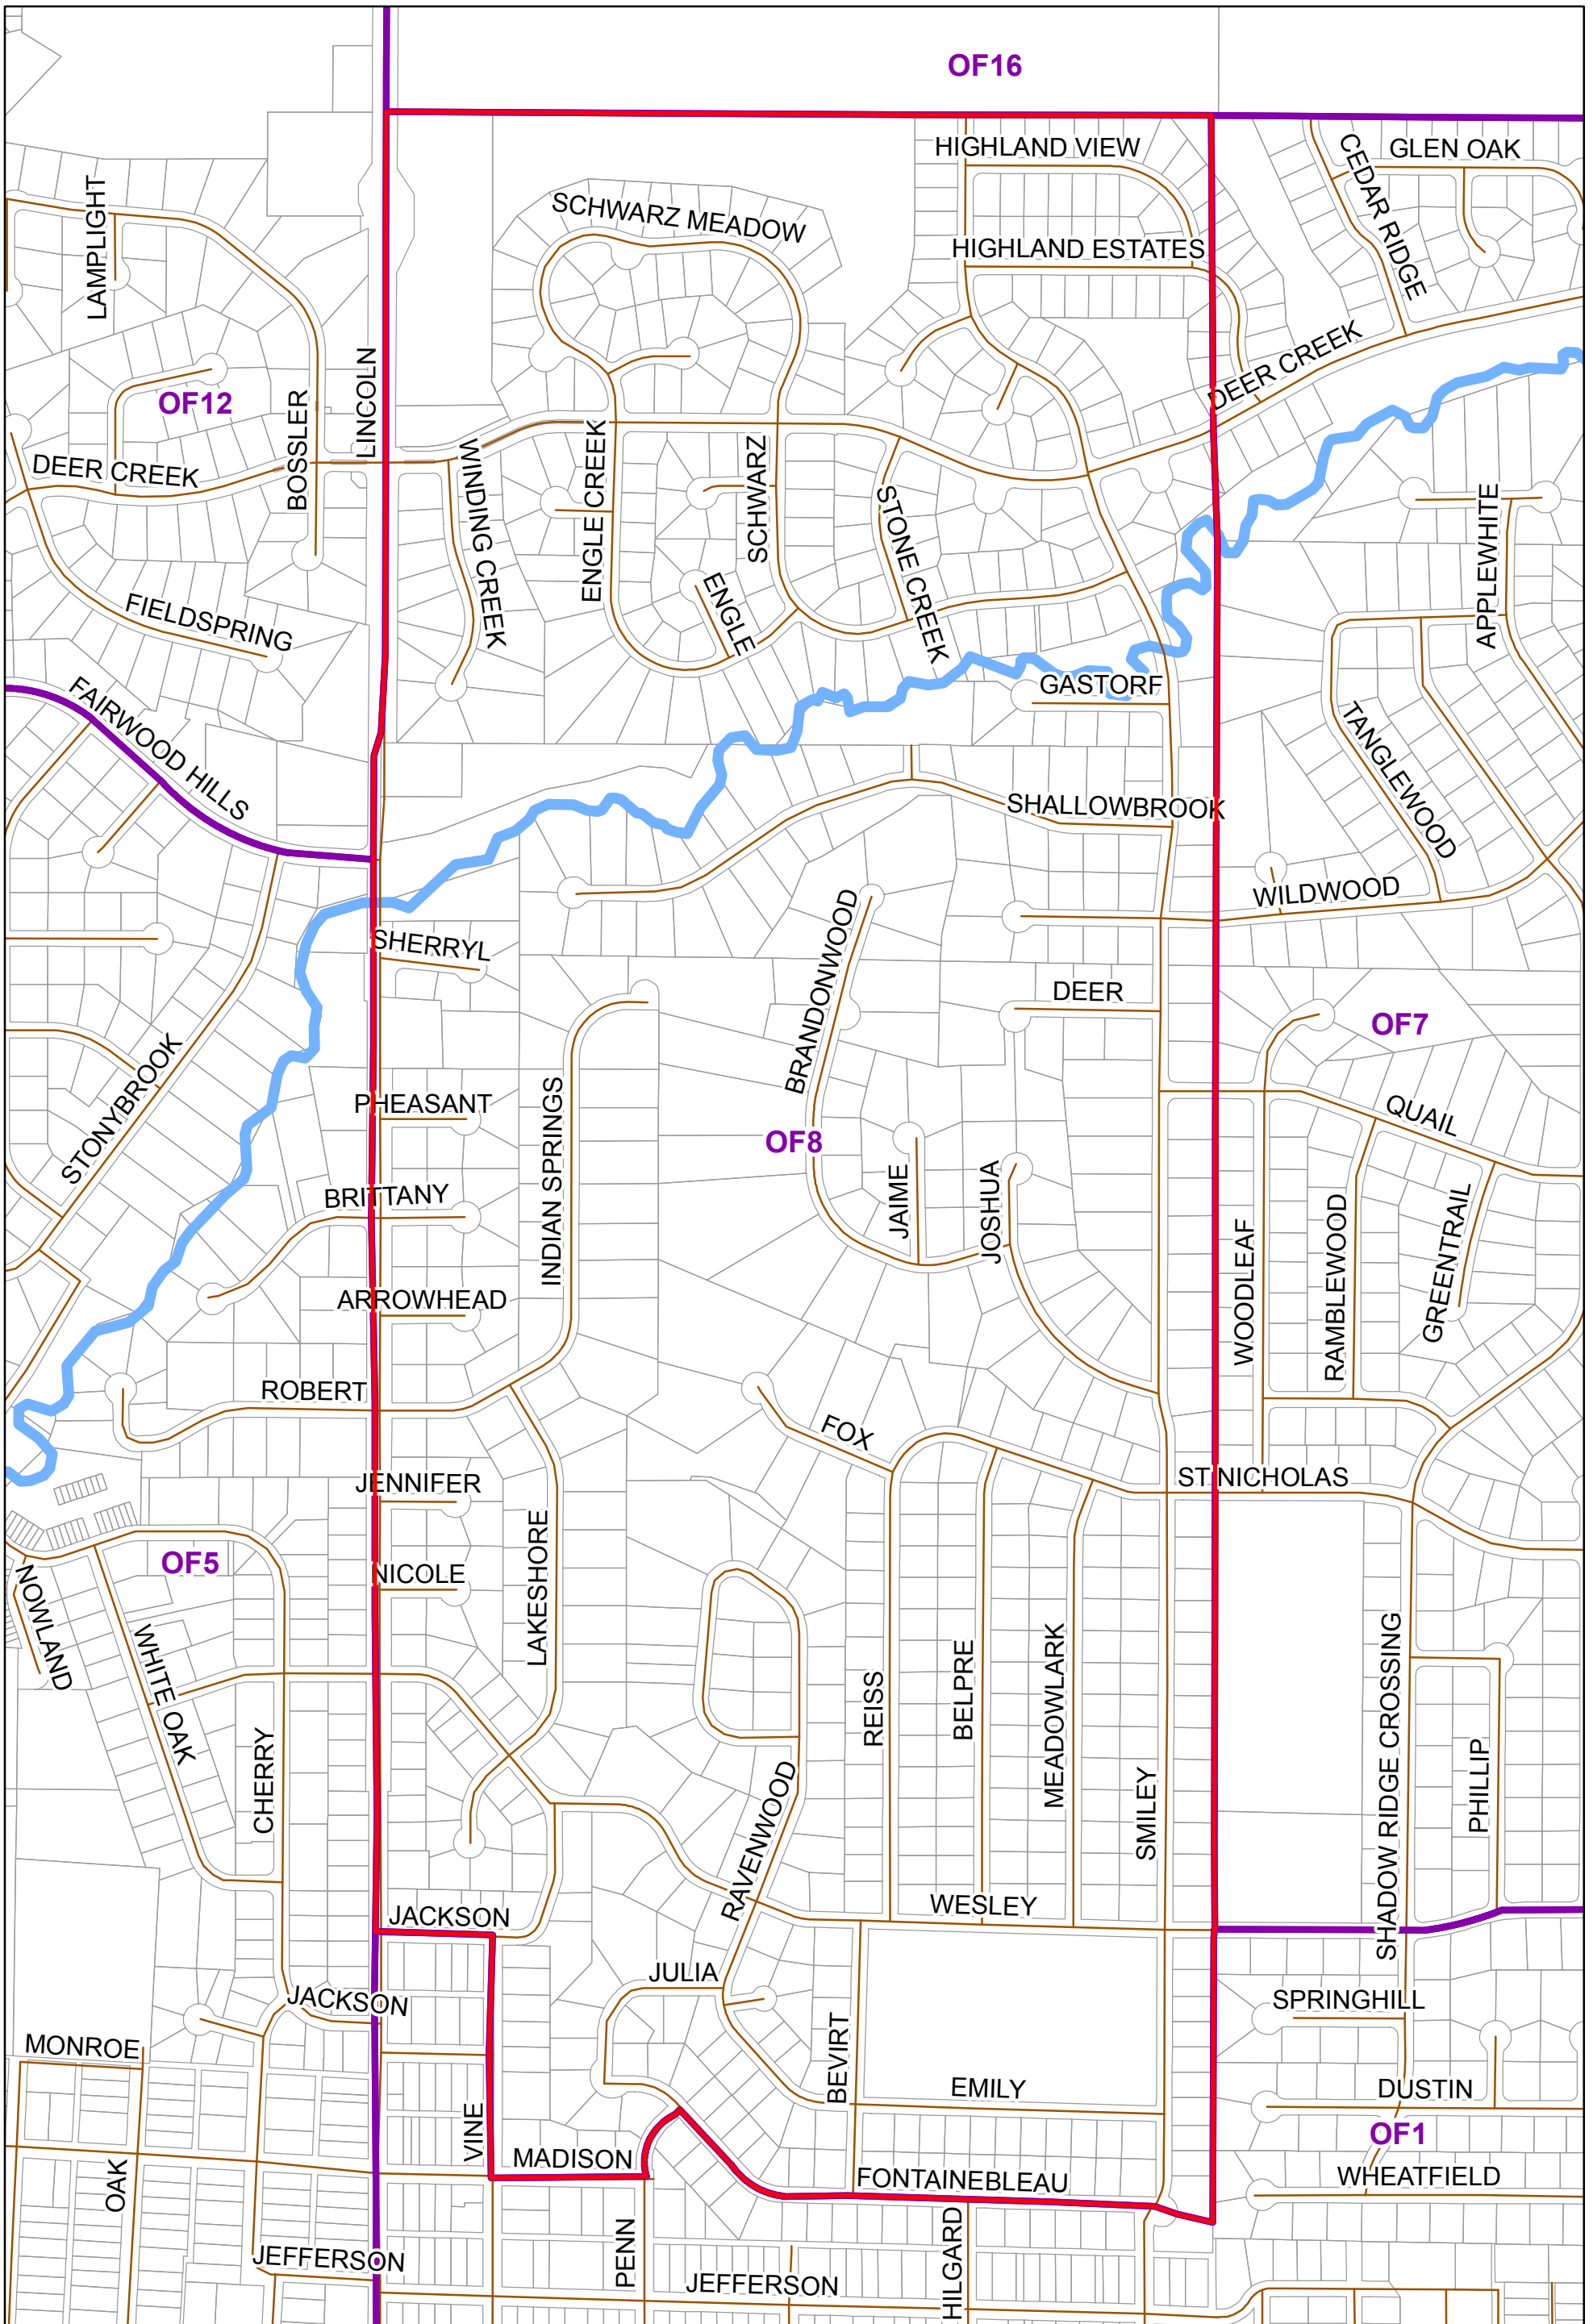 OF16
HIGHLAND VIEW
GLEN OAK
CEDAR RIDGE
LAMPLIGHT
SCHWARZ MEADOW
HIGHLAND ESTATES
DEER CREEK
LINCOLN
OF12
BOSSLER
DEER CREEK
WINDING CREEK
ENGLE CREEK
SCHWARZ
STONE CREEK
APPLEWHITE
ENGLE
FIELDSPRING
GASTORF
FAIRWOOD HILLS
TANGLEWOOD
SHALLOWBROOK
WILDWOOD
BRANDONWOOD
SHERRYL
DEER
OF7
STONYBROOK
PHEASANT
INDIAN SPRINGS
OF8
QUAIL
JAIME
JOSHUA
BRITTANY
WOODLEAF
RAMBLEWOOD
GREENTRAIL
ARROWHEAD
ROBERT
FOX
JENNIFER
ST NICHOLAS
LAKESHORE
OF5
NICOLE
NOWLAND
WHITE OAK
REISS
BELPRE
MEADOWLARK
SHADOW RIDGE CROSSING
CHERRY
RAVENWOOD
SMILEY
PHILLIP
JACKSON
WESLEY
JULIA
JACKSON
SPRINGHILL
MONROE
BEVIRT
EMILY
DUSTIN
VINE
OF1
MADISON
OAK
FONTAINEBLEAU
WHEATFIELD
PENN
HILGARD
JEFFERSON
JEFFERSON